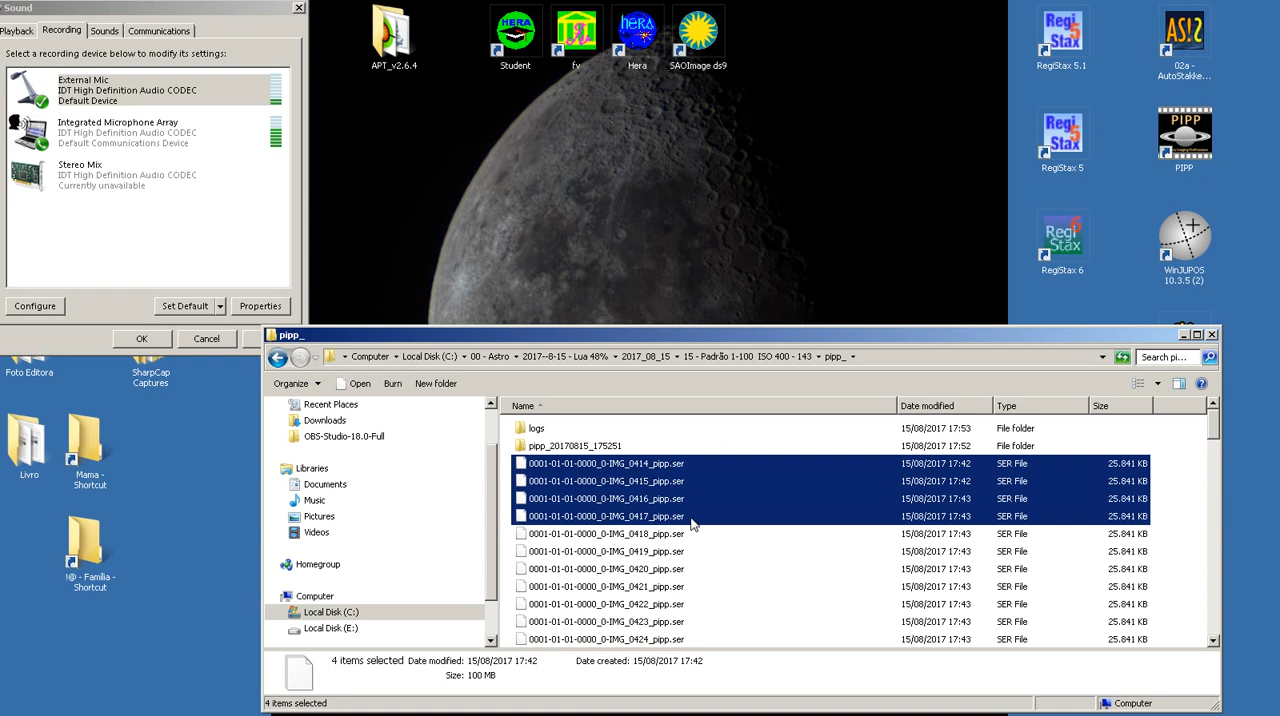 Sound
Playback
Recording
Sounds
Communications
et a recording device below to modify its settings:
External Mic
IDT High Definition Audio CODEC
Default Device
Integrated Microphone Array
IDT High Definition Audio CODEC
Default Communications Device
Stereo Mix
IDT High Definition Audio CODEC
Currently unavailable
Configure
Set Default
Properties
OK
Cancel
APT_v2.6.4
HERA
Student
fv
hera
Hera
SAOImage ds9
Regi
Stax
5
RegiStax 5.1
AS!2
02a -
AutoStakke...
Regi
Stax
5
RegiStax 5
PIPP
PIPP
Regi
Stax
6
RegiStax 6
WinJUPOS
10.3.5 (2)
Foto Editora
SharpCap
Captures
Livro
Mama -
Shortcut
!@ - Família -
Shortcut
pipp_
Computer
Local Disk (C:)
00 - Astro
2017--8-15 - Lua 48%
2017_08_15
15 - Padrão 1-100 ISO 400 - 143
pipp_
Search pi...
Organize
Open
Burn
New folder
Recent Places
Downloads
OBS-Studio-18.0-Full
Libraries
Documents
Music
Pictures
Videos
Homegroup
Computer
Local Disk (C:)
Local Disk (E:)
Name Date modified Type Size
logs 15/08/2017 17:53 File folder
pipp_20170815_175251 15/08/2017 17:52 File folder
0001-01-01-0000_0-IMG_0414_pipp.ser 15/08/2017 17:42 SER File 25.841 KB
0001-01-01-0000_0-IMG_0415_pipp.ser 15/08/2017 17:42 SER File 25.841 KB
0001-01-01-0000_0-IMG_0416_pipp.ser 15/08/2017 17:43 SER File 25.841 KB
0001-01-01-0000_0-IMG_0417_pipp.ser 15/08/2017 17:43 SER File 25.841 KB
0001-01-01-0000_0-IMG_0418_pipp.ser 15/08/2017 17:43 SER File 25.841 KB
0001-01-01-0000_0-IMG_0419_pipp.ser 15/08/2017 17:43 SER File 25.841 KB
0001-01-01-0000_0-IMG_0420_pipp.ser 15/08/2017 17:43 SER File 25.841 KB
0001-01-01-0000_0-IMG_0421_pipp.ser 15/08/2017 17:43 SER File 25.841 KB
0001-01-01-0000_0-IMG_0422_pipp.ser 15/08/2017 17:43 SER File 25.841 KB
0001-01-01-0000_0-IMG_0423_pipp.ser 15/08/2017 17:43 SER File 25.841 KB
0001-01-01-0000_0-IMG_0424_pipp.ser 15/08/2017 17:43 SER File 25.841 KB
4 items selected Date modified: 15/08/2017 17:42 Date created: 15/08/2017 17:42
Size: 100 MB
4 items selected
Computer